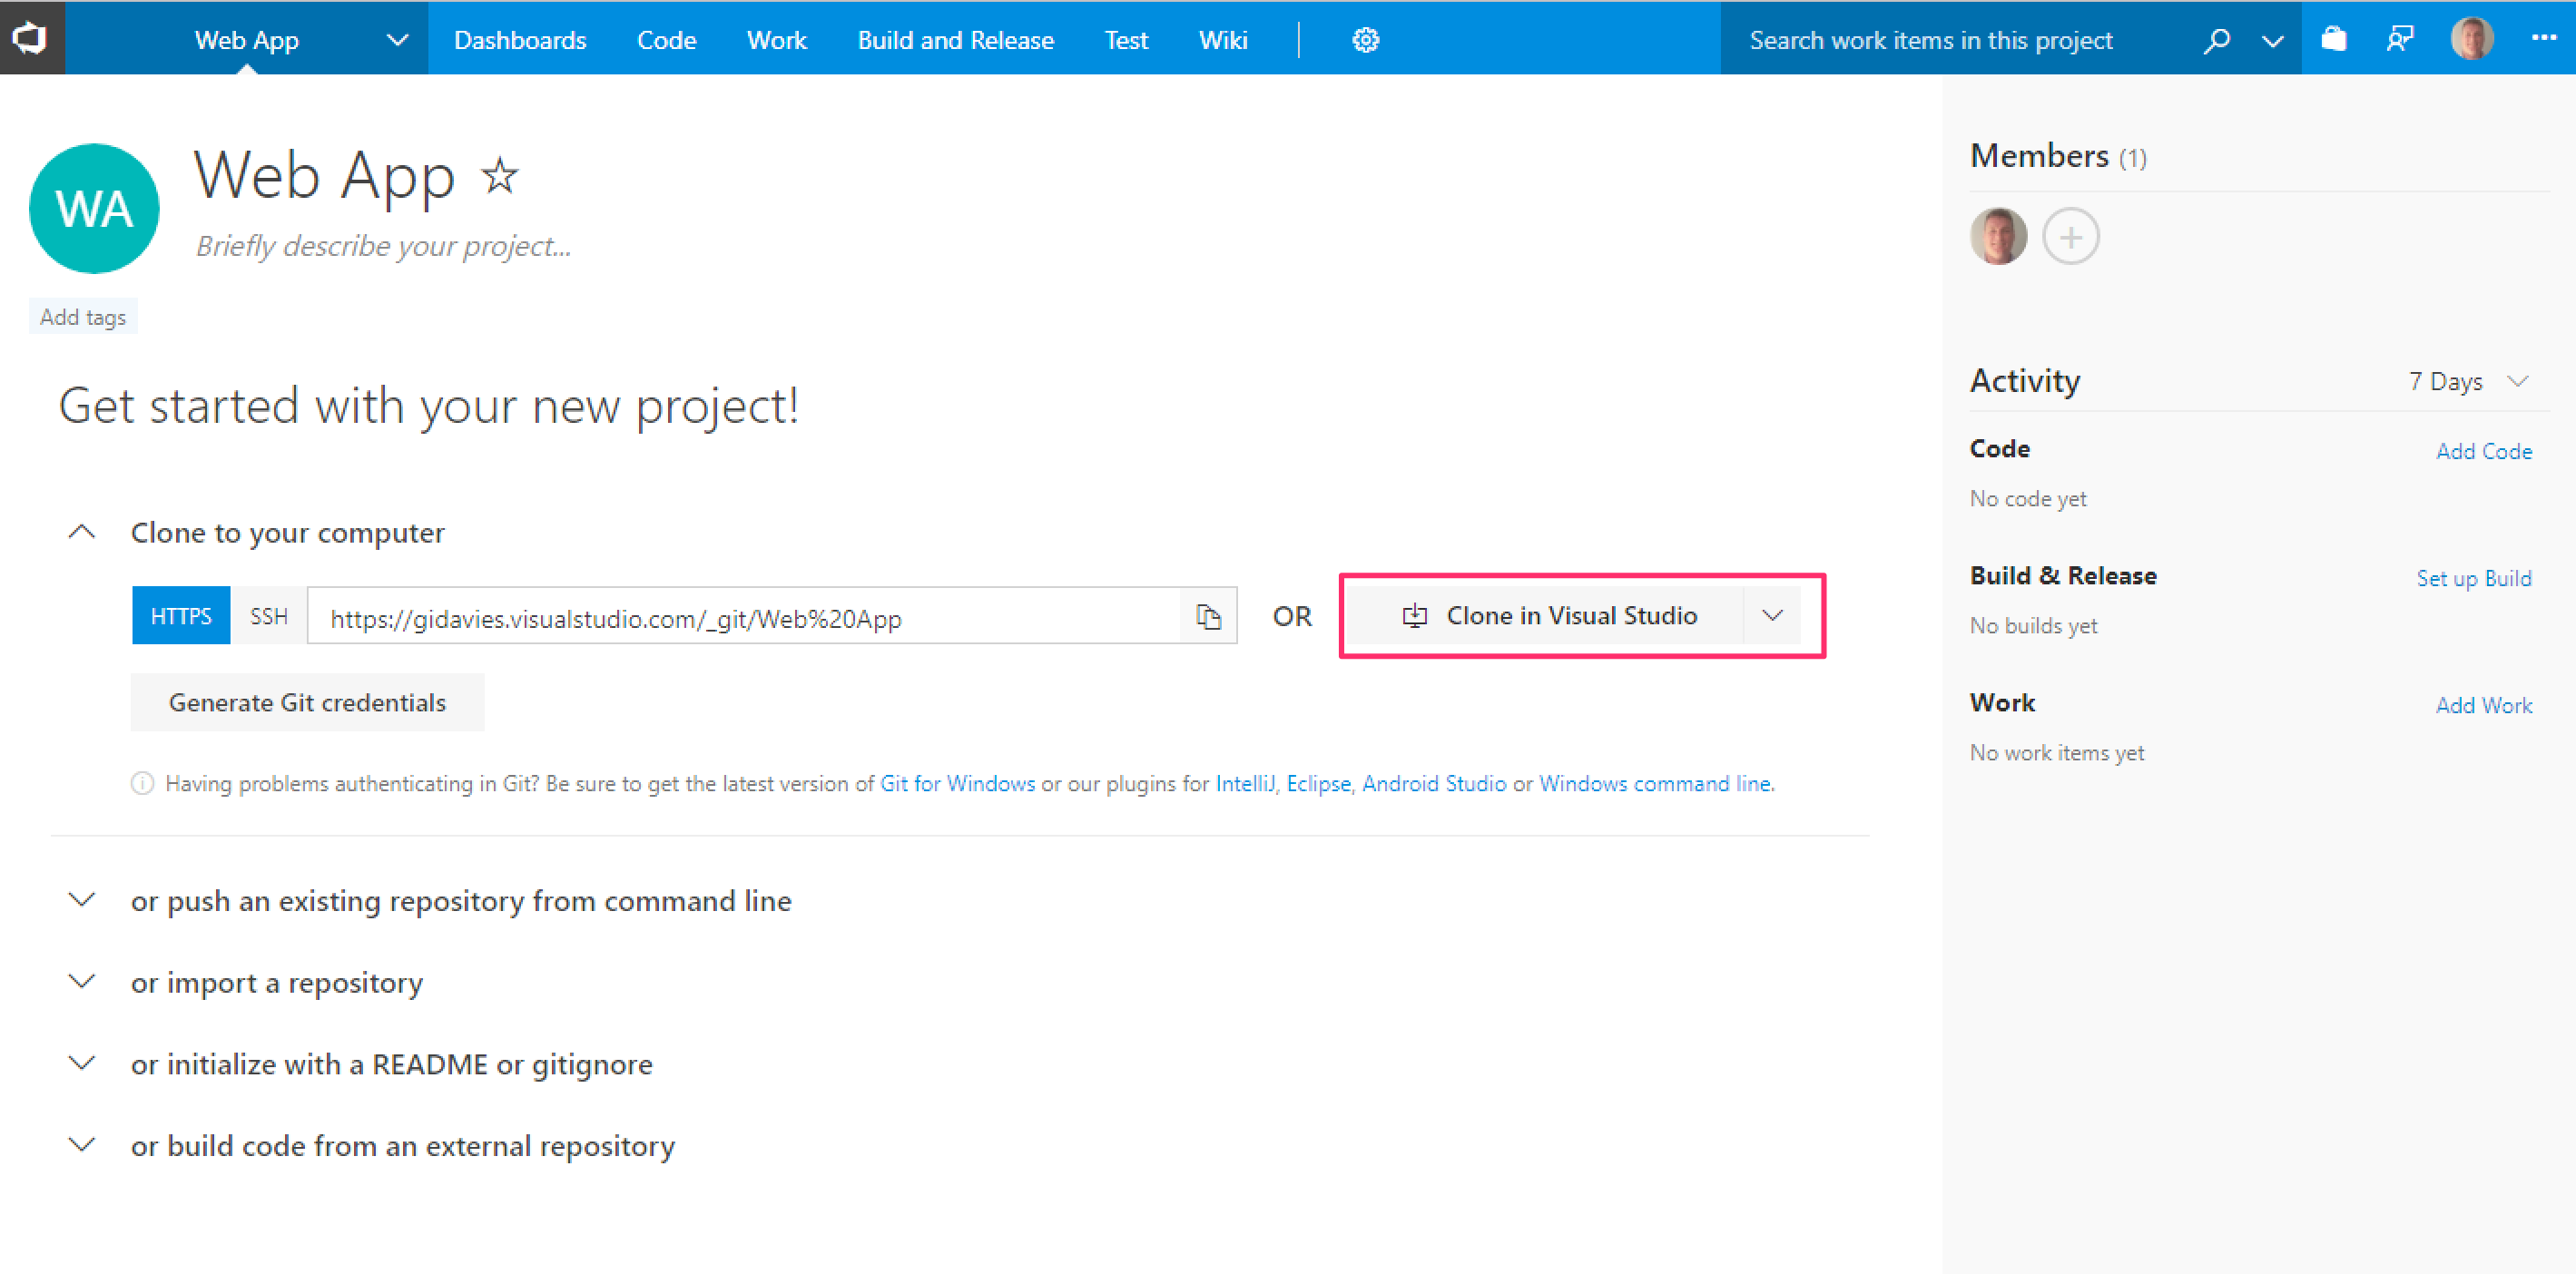 Web App Dashboards Code Work Build and Release Test Wiki Search work items in this project
WA
Web App
Briefly describe your project...
Add tags
Get started with your new project!
Clone to your computer
HTTPS SSH https://gidavies.visualstudio.com/_git/Web%20App OR Clone in Visual Studio
Generate Git credentials
Having problems authenticating in Git? Be sure to get the latest version of Git for Windows or our plugins for IntelliJ, Eclipse, Android Studio or Windows command line.
or push an existing repository from command line
or import a repository
or initialize with a README or gitignore
or build code from an external repository
Members (1)
Activity 7 Days
Code Add Code
No code yet
Build & Release Set up Build
No builds yet
Work Add Work
No work items yet